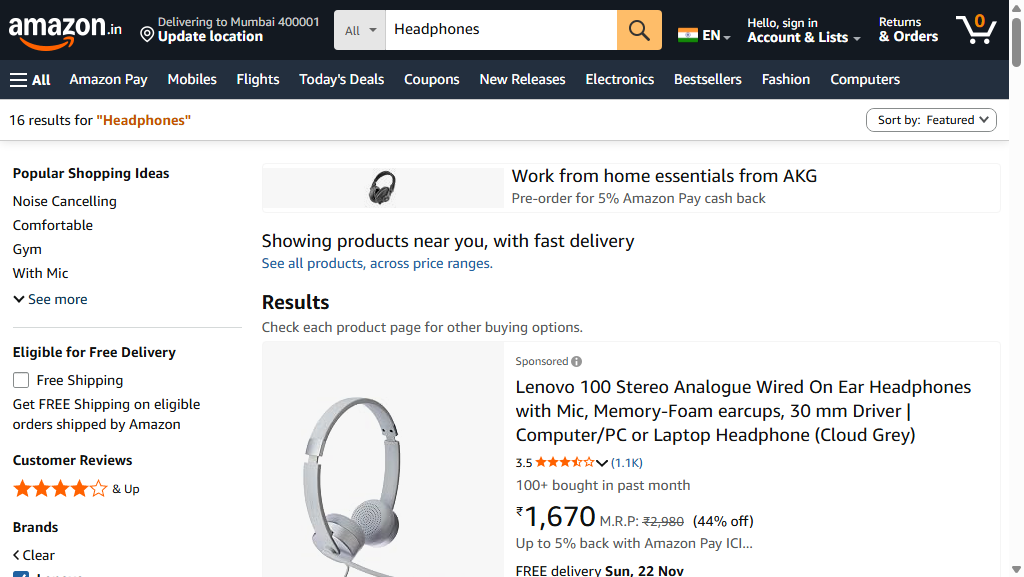 amazon.in
Delivering to Mumbai 400001
Update location
All
Headphones
EN
Hello, sign in
Account & Lists
Returns
& Orders
0
All
Amazon Pay
Mobiles
Flights
Today's Deals
Coupons
New Releases
Electronics
Bestsellers
Fashion
Computers
16 results for "Headphones"
Sort by: Featured
Popular Shopping Ideas
Noise Cancelling
Comfortable
Gym
With Mic
See more
Eligible for Free Delivery
Free Shipping
Get FREE Shipping on eligible
orders shipped by Amazon
Customer Reviews
& Up
Brands
Clear
Lenovo
Work from home essentials from AKG
Pre-order for 5% Amazon Pay cash back
Showing products near you, with fast delivery
See all products, across price ranges.
Results
Check each product page for other buying options.
Sponsored
Lenovo 100 Stereo Analogue Wired On Ear Headphones
with Mic, Memory-Foam earcups, 30 mm Driver |
Computer/PC or Laptop Headphone (Cloud Grey)
3.5 (1.1K)
100+ bought in past month
₹1,670 M.R.P: ₹2,980 (44% off)
Up to 5% back with Amazon Pay ICI...
FREE delivery Sun, 22 Nov